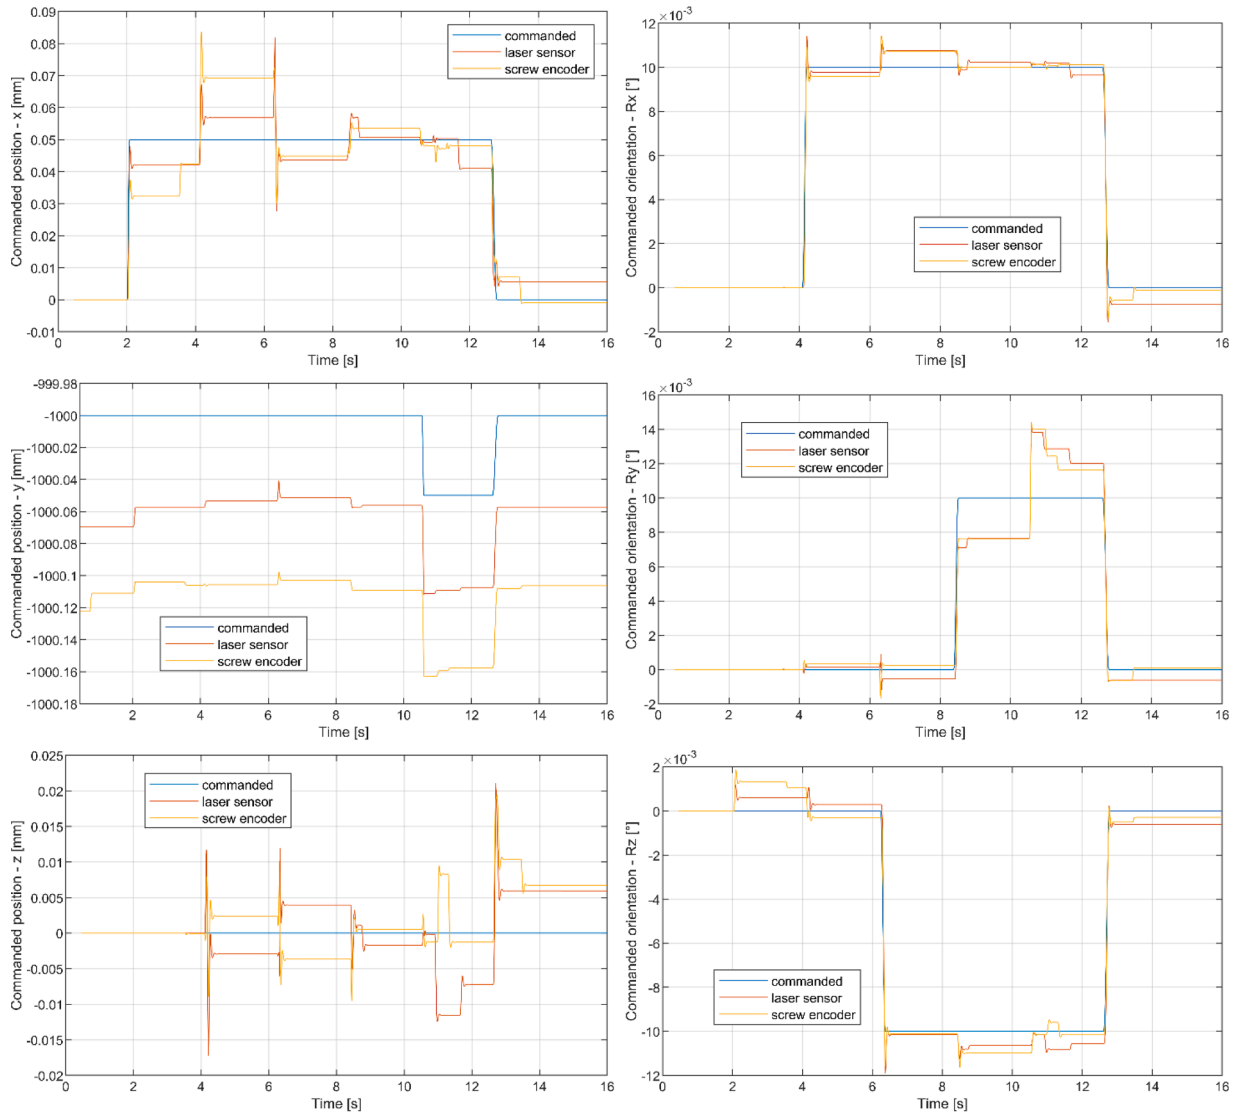 0.09
0.08
0.07
0.06
0.05
0.04
0.03
0.02
0.01
0
-0.01
Commanded position - x [mm]
commanded
laser sensor
screw encoder
0 2 4 6 8 10 12 14 16
Time [s]
×10-3
12
10
8
6
4
2
0
-2
Commanded orientation - Rx [°]
commanded
laser sensor
screw encoder
0 2 4 6 8 10 12 14 16
Time [s]
-999.98
-1000
-1000.02
-1000.04
-1000.06
-1000.08
-1000.1
-1000.12
-1000.14
-1000.16
-1000.18
Commanded position - y [mm]
commanded
laser sensor
screw encoder
2 4 6 8 10 12 14 16
Time [s]
×10-3
16
14
12
10
8
6
4
2
0
-2
Commanded orientation - Ry [°]
commanded
laser sensor
screw encoder
0 2 4 6 8 10 12 14 16
Time [s]
0.025
0.02
0.015
0.01
0.005
0
-0.005
-0.01
-0.015
-0.02
Commanded position - z [mm]
commanded
laser sensor
screw encoder
0 2 4 6 8 10 12 14 16
Time [s]
×10-3
2
0
-2
-4
-6
-8
-10
-12
Commanded orientation - Rz [°]
commanded
laser sensor
screw encoder
0 2 4 6 8 10 12 14 16
Time [s]